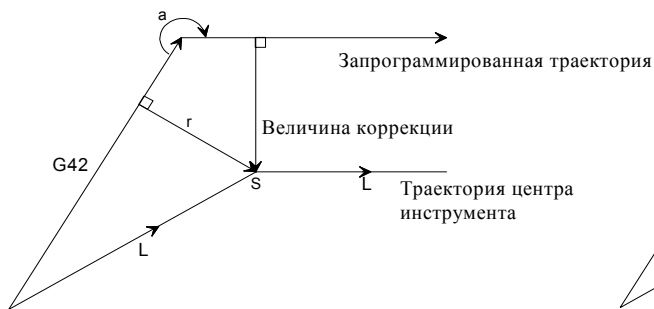 a
Запрограммированная траектория
r
Величина коррекции
G42
S
L
Траектория центра
инструмента
L